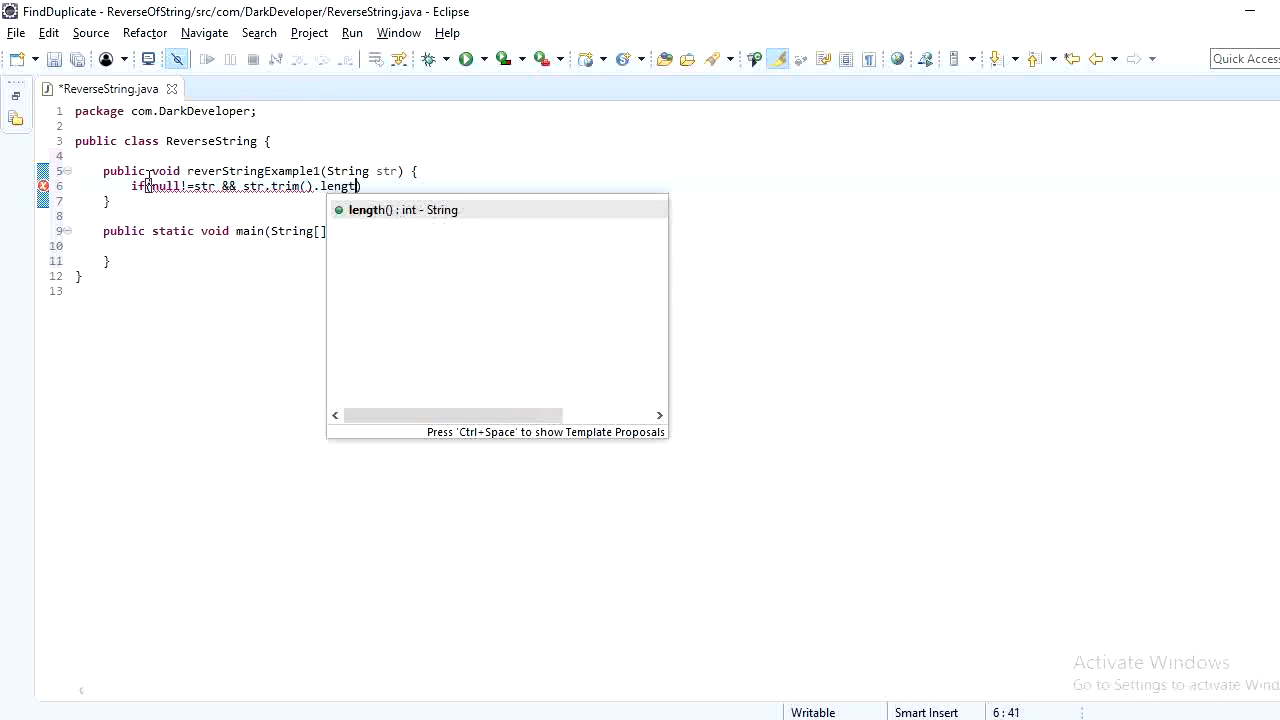 FindDuplicate - ReverseOfString/src/com/DarkDeveloper/ReverseString.java - Eclipse
File Edit Source Refactor Navigate Search Project Run Window Help
Quick Access
*ReverseString.java
1 package com.DarkDeveloper;
2
3 public class ReverseString {
4
5 public void reverStringExample1(String str) {
6 if(null!=str && str.trim().lengt)
7 }
8
9 public static void main(String[]
10
11 }
12 }
13
length() : int - String
Press 'Ctrl+Space' to show Template Proposals
Activate Windows
Go to Settings to activate Wind
Writable Smart Insert 6 : 41